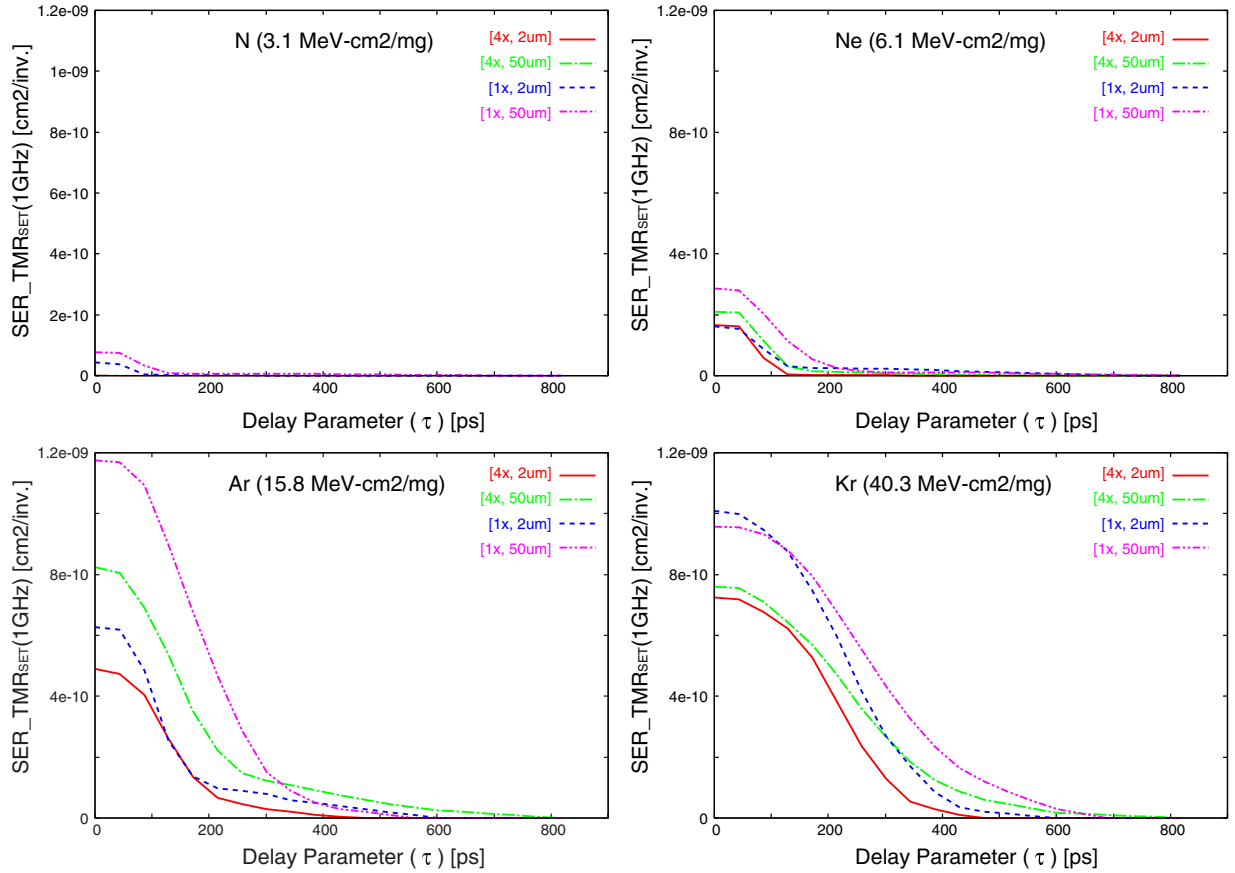 N (3.1 MeV-cm2/mg)
[4x, 2um]
[4x, 50um]
[1x, 2um]
[1x, 50um]
SER_TMRSET(1GHz) [cm2/inv.]
1.2e-09
1e-09
8e-10
6e-10
4e-10
2e-10
0
0 200 400 600 800
Delay Parameter ( τ ) [ps]
Ne (6.1 MeV-cm2/mg)
[4x, 2um]
[4x, 50um]
[1x, 2um]
[1x, 50um]
SER_TMRSET(1GHz) [cm2/inv.]
1.2e-09
8e-10
4e-10
0
0 200 400 600 800
Delay Parameter ( τ ) [ps]
Ar (15.8 MeV-cm2/mg)
[4x, 2um]
[4x, 50um]
[1x, 2um]
[1x, 50um]
SER_TMRSET(1GHz) [cm2/inv.]
1.2e-09
8e-10
4e-10
0
0 200 400 600 800
Delay Parameter ( τ ) [ps]
Kr (40.3 MeV-cm2/mg)
[4x, 2um]
[4x, 50um]
[1x, 2um]
[1x, 50um]
SER_TMRSET(1GHz) [cm2/inv.]
1.2e-09
8e-10
4e-10
0
0 200 400 600 800
Delay Parameter ( τ ) [ps]